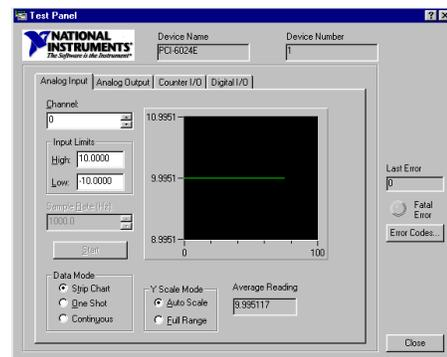 Test Panel
NATIONAL INSTRUMENTS
The Software is the Instrument
Device Name
PCI-6024E
Device Number
1
Analog Input
Analog Output
Counter I/O
Digital I/O
Channel:
0
Input Limits
High: 10.0000
Low: -10.0000
Sample Rate (Hz)
1000.0
Start
Data Mode
Strip Chart
One Shot
Continuous
10.9951
9.9951
8.9951
0
100
Y Scale Mode
Auto Scale
Full Range
Average Reading
9.995117
Last Error
0
Fatal Error
Error Codes...
Close